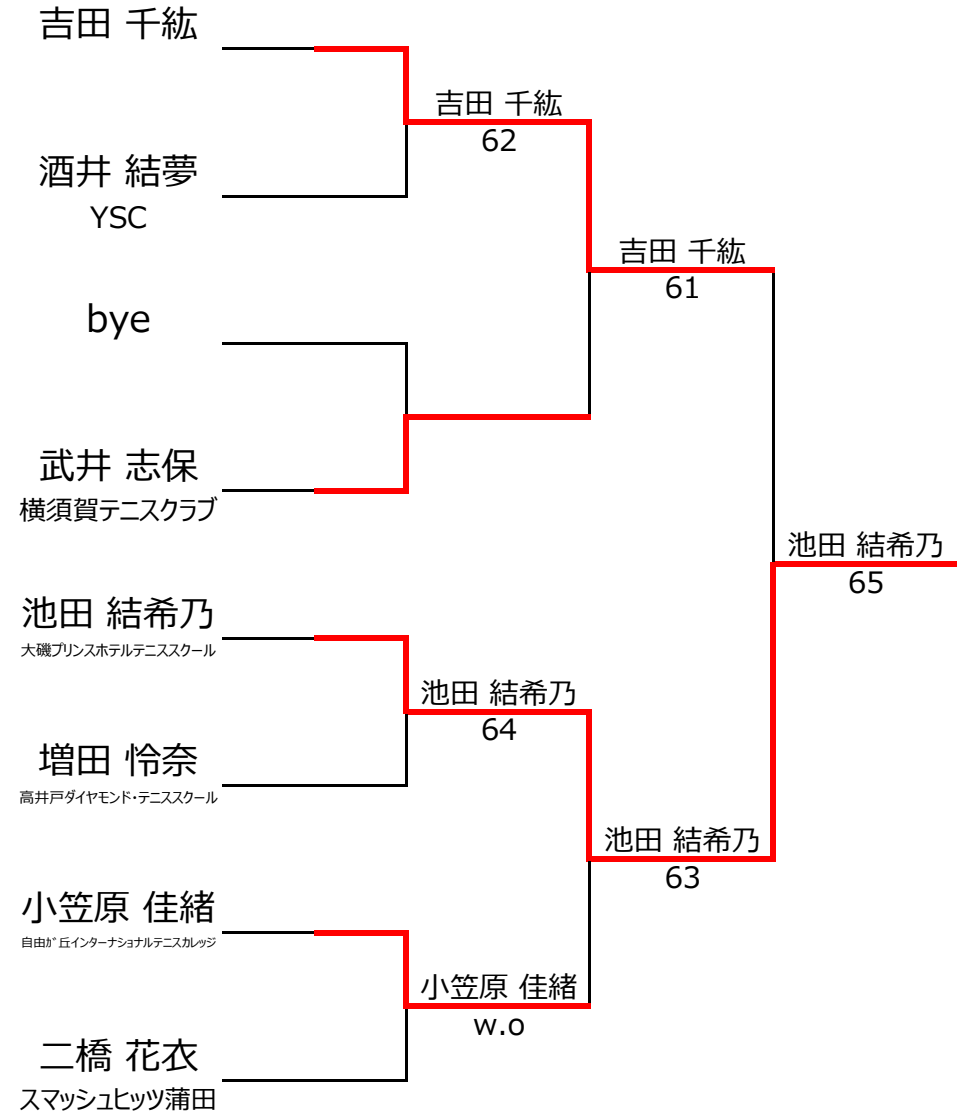 吉田 千紘
酒井 結夢
YSC
bye
武井 志保
横須賀テニスクラブ
池田 結希乃
大磯プリンスホテルテニススクール
増田 怜奈
高井戸ダイヤモンド・テニススクール
小笠原 佳緒
自由ガ丘インターナショナルテニスカレッジ
二橋 花衣
スマッシュヒッツ蒲田
吉田 千紘
62
池田 結希乃
64
小笠原 佳緒
w.o
吉田 千紘
61
池田 結希乃
63
池田 結希乃
65